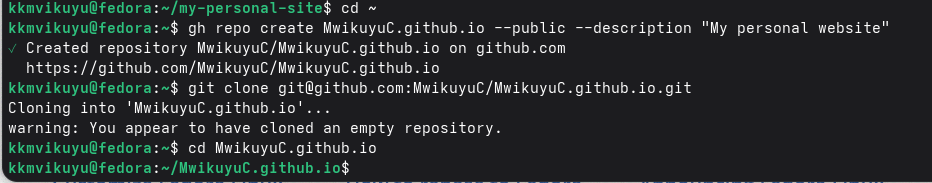 kkmvikuyu@fedora:~/my-personal-site$ cd ~
kkmvikuyu@fedora:~$ gh repo create MwikuyuC.github.io --public --description "My personal website"
✓ Created repository MwikuyuC/MwikuyuC.github.io on github.com
  https://github.com/MwikuyuC/MwikuyuC.github.io
kkmvikuyu@fedora:~$ git clone git@github.com:MwikuyuC/MwikuyuC.github.io.git
Cloning into 'MwikuyuC.github.io'...
warning: You appear to have cloned an empty repository.
kkmvikuyu@fedora:~$ cd MwikuyuC.github.io
kkmvikuyu@fedora:~/MwikuyuC.github.io$